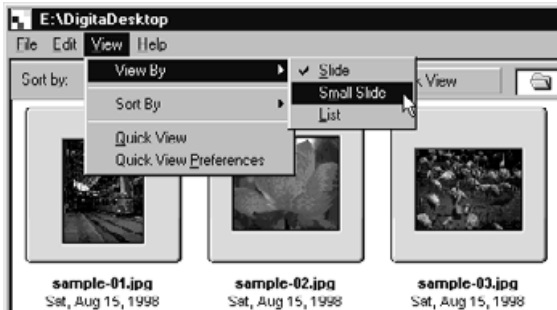 E:\DigitaDesktop
File Edit View Help
Sort by:
View By
Sort By
Quick View
Quick View Preferences
Slide
Small Slide
List
View
sample-01.jpg
Sat, Aug 15, 1998
sample-02.jpg
Sat, Aug 15, 1998
sample-03.jpg
Sat, Aug 15, 1998